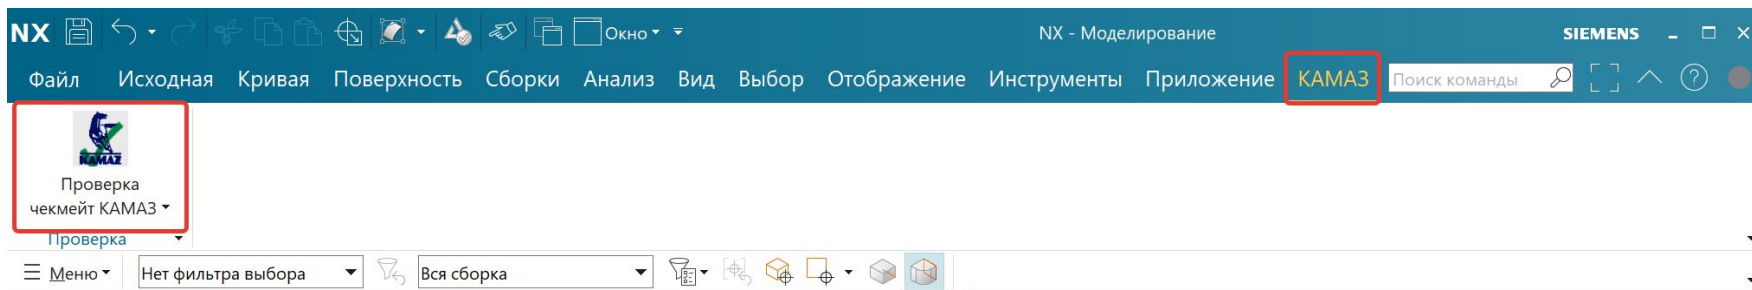 NX Окно NX - Моделирование SIEMENS
Файл Исходная Кривая Поверхность Сборки Анализ Вид Выбор Отображение Инструменты Приложение КАМАЗ Поиск команды
KAMAZ
Проверка
чекмейт КАМАЗ
Проверка
Меню Нет фильтра выбора Вся сборка